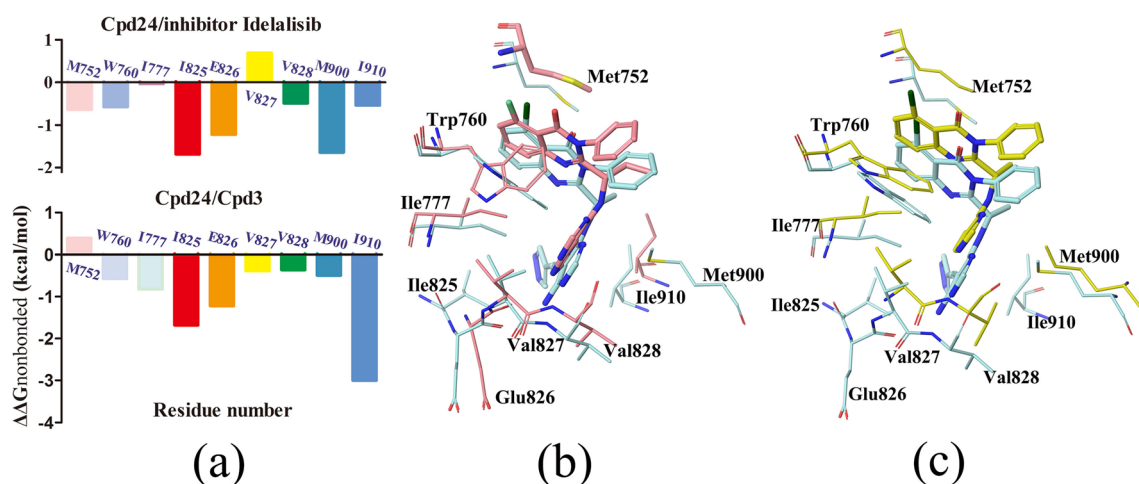 Cpd24/inhibitor Idelalisib
1
0
-1
-2
M752 W760 I777 I825 E826 V828 M900 I910
V827
Cpd24/Cpd3
1
0
-1
-2
-3
-4
W760 I777 I825 E826 V827 V828 M900 I910
M752
ΔΔGnonbonded (kcal/mol)
Residue number
(a)
Met752
Trp760
Ile777
Ile825
Met900
Ile910
Val827
Val828
Glu826
(b)
Met752
Trp760
Ile777
Met900
Ile825
Ile910
Val827
Val828
Glu826
(c)